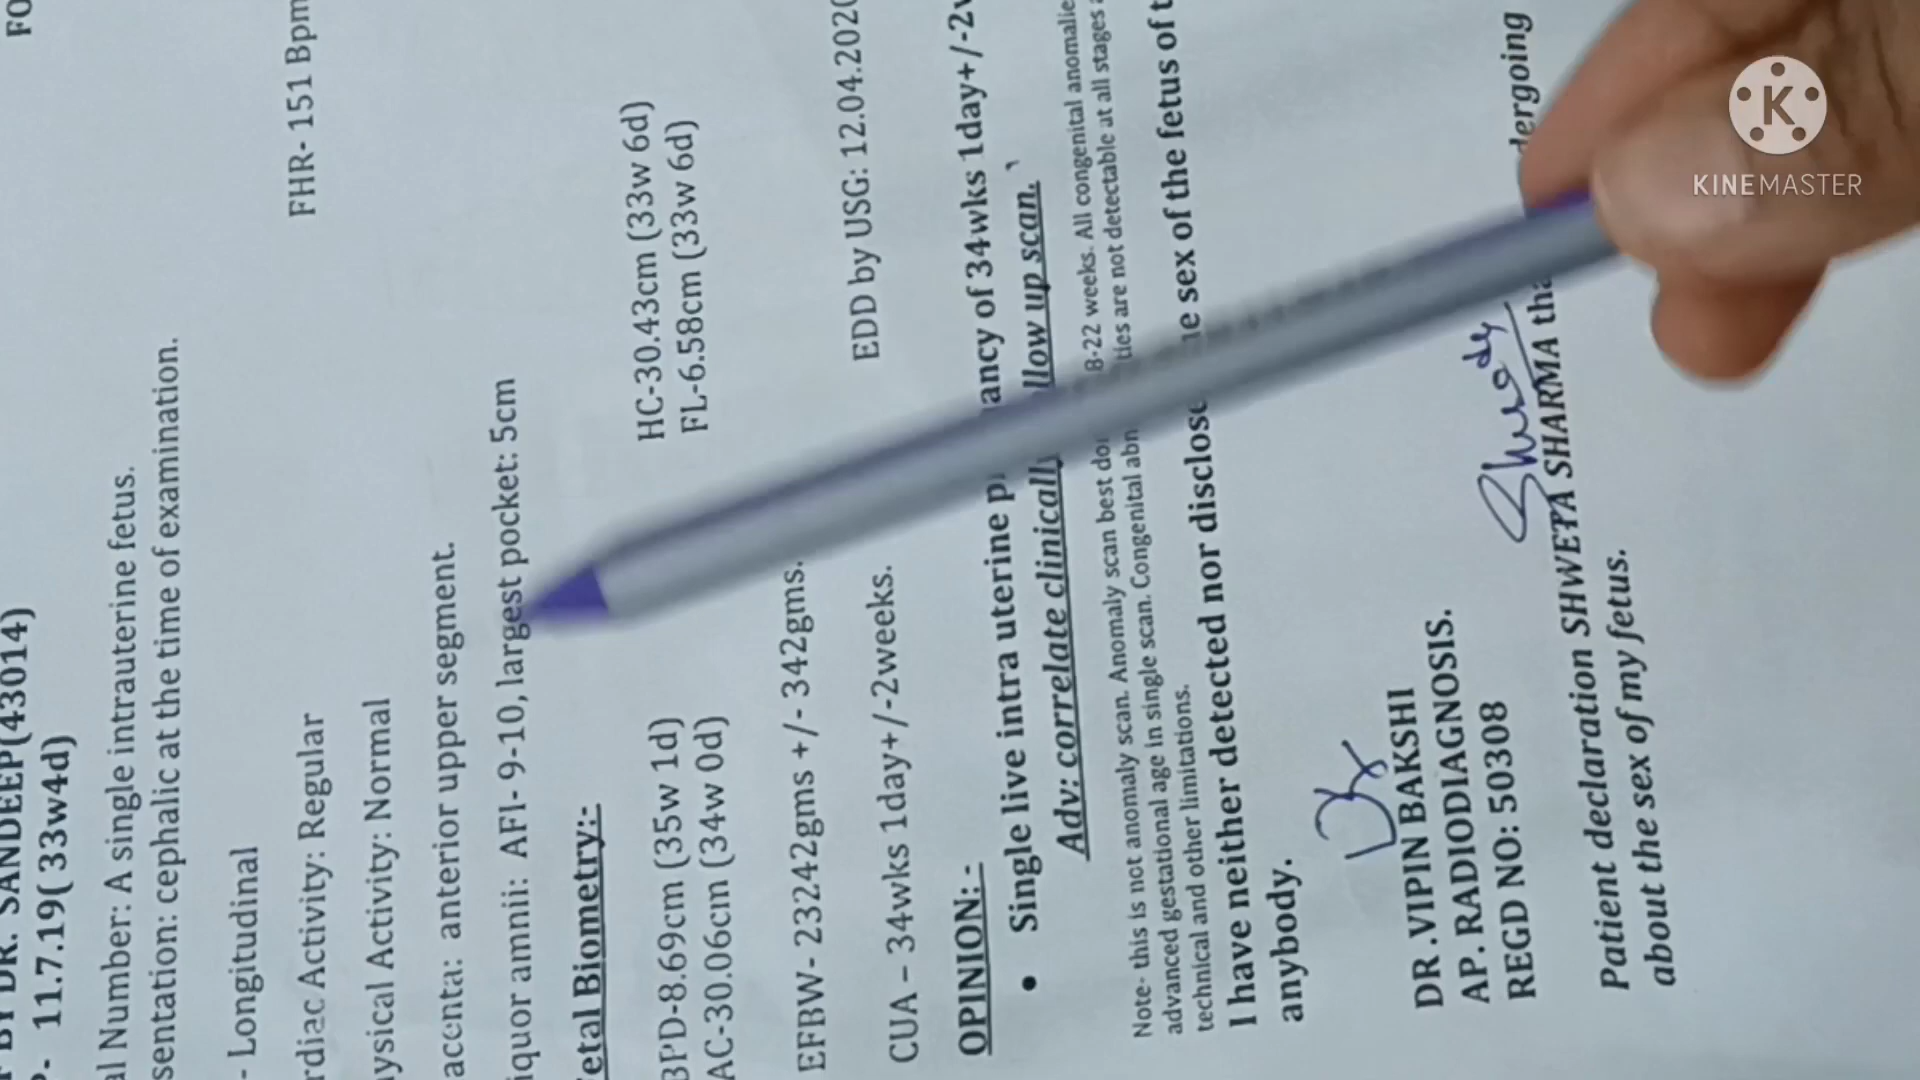 BY DR. SANDEEP(43014)
11.7.19( 33w4d)
al Number: A single intrauterine fetus.
sentation: cephalic at the time of examination.
- Longitudinal
rdiac Activity: Regular FHR- 151 Bpm
ysical Activity: Normal
acenta: anterior upper segment.
iquor amnii: AFI- 9-10, largest pocket: 5cm
etal Biometry:-
BPD-8.69cm (35w 1d) HC-30.43cm (33w 6d)
AC-30.06cm (34w 0d) FL-6.58cm (33w 6d)
EFBW- 23242gms +/- 342gms.
CUA – 34wks 1day+/-2weeks. EDD by USG: 12.04.2020
OPINION: -
• Single live intra uterine p ancy of 34wks 1day+/-2w
Adv: correlate clinically llow up scan.
Note- this is not anomaly scan. Anomaly scan best do 8-22 weeks. All congenital anomalie
advanced gestational age in single scan. Congenital abn ties are not detectable at all stages
technical and other limitations.
I have neither detected nor disclose e sex of the fetus of t
anybody.
DR .VIPIN BAKSHI
AP. RADIODIAGNOSIS.
REGD NO: 50308
Patient declaration SHWETA SHARMA tha dergoing
about the sex of my fetus.
K
KINEMASTER